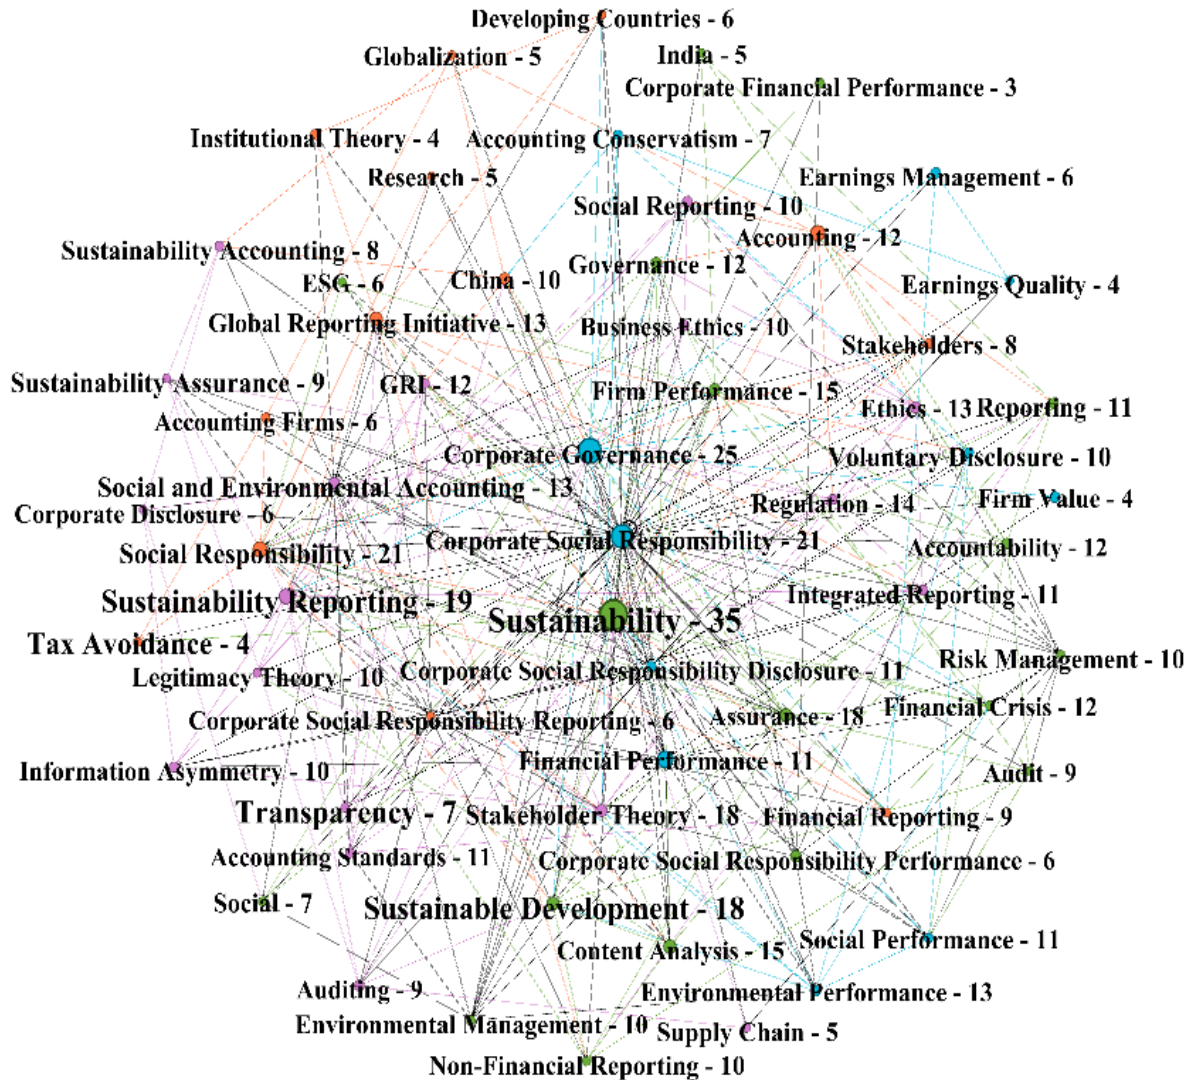 Developing Countries - 6
Globalization - 5
India - 5
Corporate Financial Performance - 3
Institutional Theory - 4
Accounting Conservatism - 7
Research - 5
Earnings Management - 6
Social Reporting - 10
Accounting - 12
Sustainability Accounting - 8
Governance - 12
ESG - 6
China - 10
Earnings Quality - 4
Global Reporting Initiative - 13
Business Ethics - 10
Stakeholders - 8
Sustainability Assurance - 9
GRI - 12
Firm Performance - 15
Ethics - 13
Reporting - 11
Accounting Firms - 6
Corporate Governance - 25
Voluntary Disclosure - 10
Social and Environmental Accounting - 13
Regulation - 14
Firm Value - 4
Corporate Disclosure - 6
Corporate Social Responsibility - 21
Accountability - 12
Social Responsibility - 21
Sustainability Reporting - 19
Integrated Reporting - 11
Sustainability - 35
Tax Avoidance - 4
Risk Management - 10
Legitimacy Theory - 10
Corporate Social Responsibility Disclosure - 11
Corporate Social Responsibility Reporting - 6
Assurance - 18
Financial Crisis - 12
Information Asymmetry - 10
Financial Performance - 11
Audit - 9
Transparency - 7
Stakeholder Theory - 18
Financial Reporting - 9
Accounting Standards - 11
Corporate Social Responsibility Performance - 6
Social - 7
Sustainable Development - 18
Content Analysis - 15
Social Performance - 11
Auditing - 9
Environmental Performance - 13
Environmental Management - 10
Supply Chain - 5
Non-Financial Reporting - 10